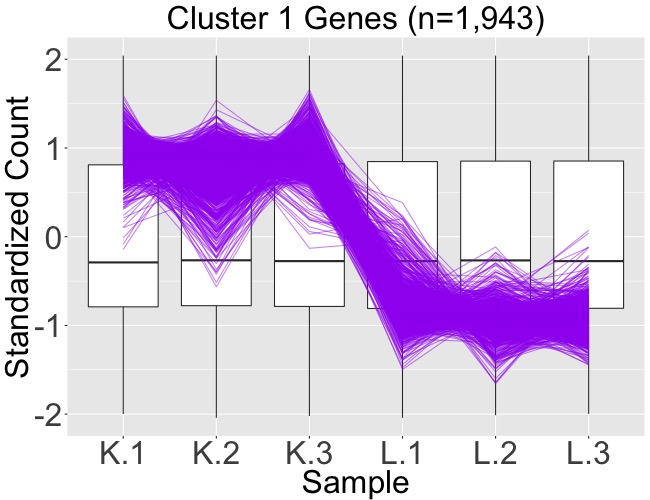 Cluster 1 Genes (n=1,943)
Standardized Count
2
1
0
-1
-2
K.1 K.2 K.3 L.1 L.2 L.3
Sample